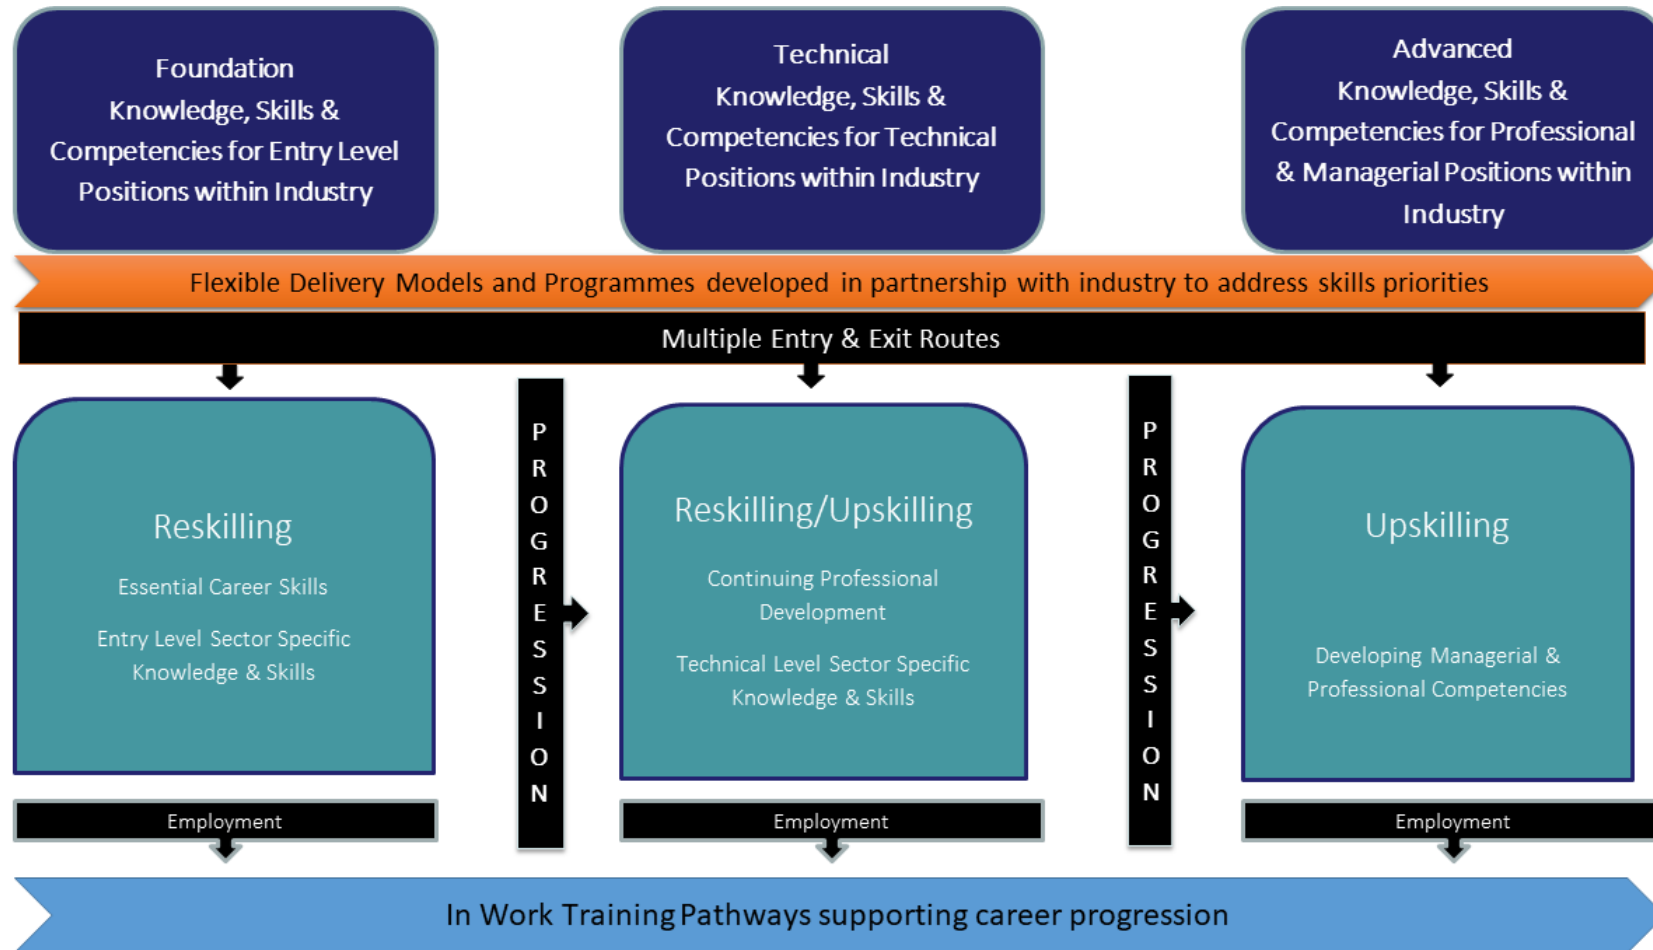 Foundation
Knowledge, Skills &
Competencies for Entry Level
Positions within Industry
Technical
Knowledge, Skills &
Competencies for Technical
Positions within Industry
Advanced
Knowledge, Skills &
Competencies for Professional
& Managerial Positions within
Industry
Flexible Delivery Models and Programmes developed in partnership with industry to address skills priorities
Multiple Entry & Exit Routes
Reskilling
Essential Career Skills
Entry Level Sector Specific
Knowledge & Skills
PROGRESSION
Reskilling/Upskilling
Continuing Professional
Development
Technical Level Sector Specific
Knowledge & Skills
PROGRESSION
Upskilling
Developing Managerial &
Professional Competencies
Employment
Employment
Employment
In Work Training Pathways supporting career progression